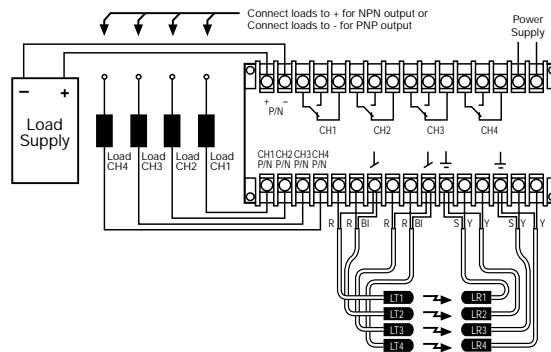 Connect loads to + for NPN output or
Connect loads to - for PNP output
Power
Supply
− +
Load
Supply
+ −
P/N
CH1 CH2 CH3 CH4
Load
CH4
Load
CH3
Load
CH2
Load
CH1
CH1 CH2 CH3 CH4
P/N P/N P/N P/N
R R Bl R R Bl S Y Y S Y Y
LT1 LR1
LT2 LR2
LT3 LR3
LT4 LR4